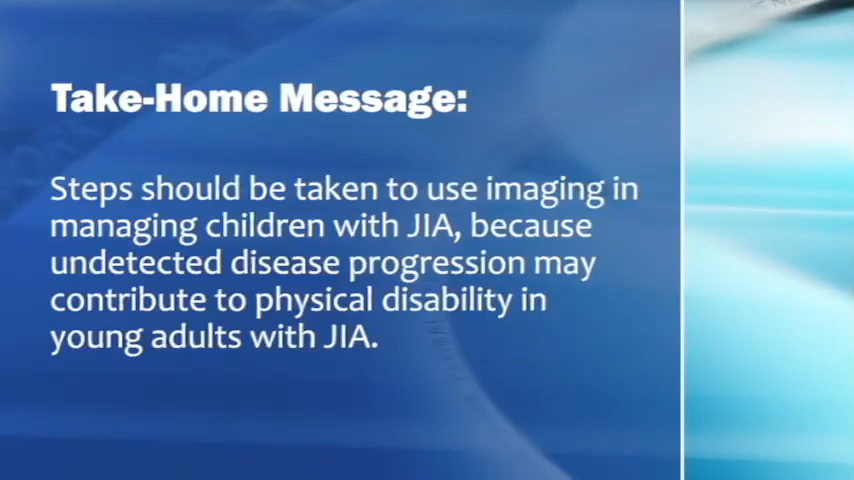 Take-Home Message:
Steps should be taken to use imaging in
managing children with JIA, because
undetected disease progression may
contribute to physical disability in
young adults with JIA.